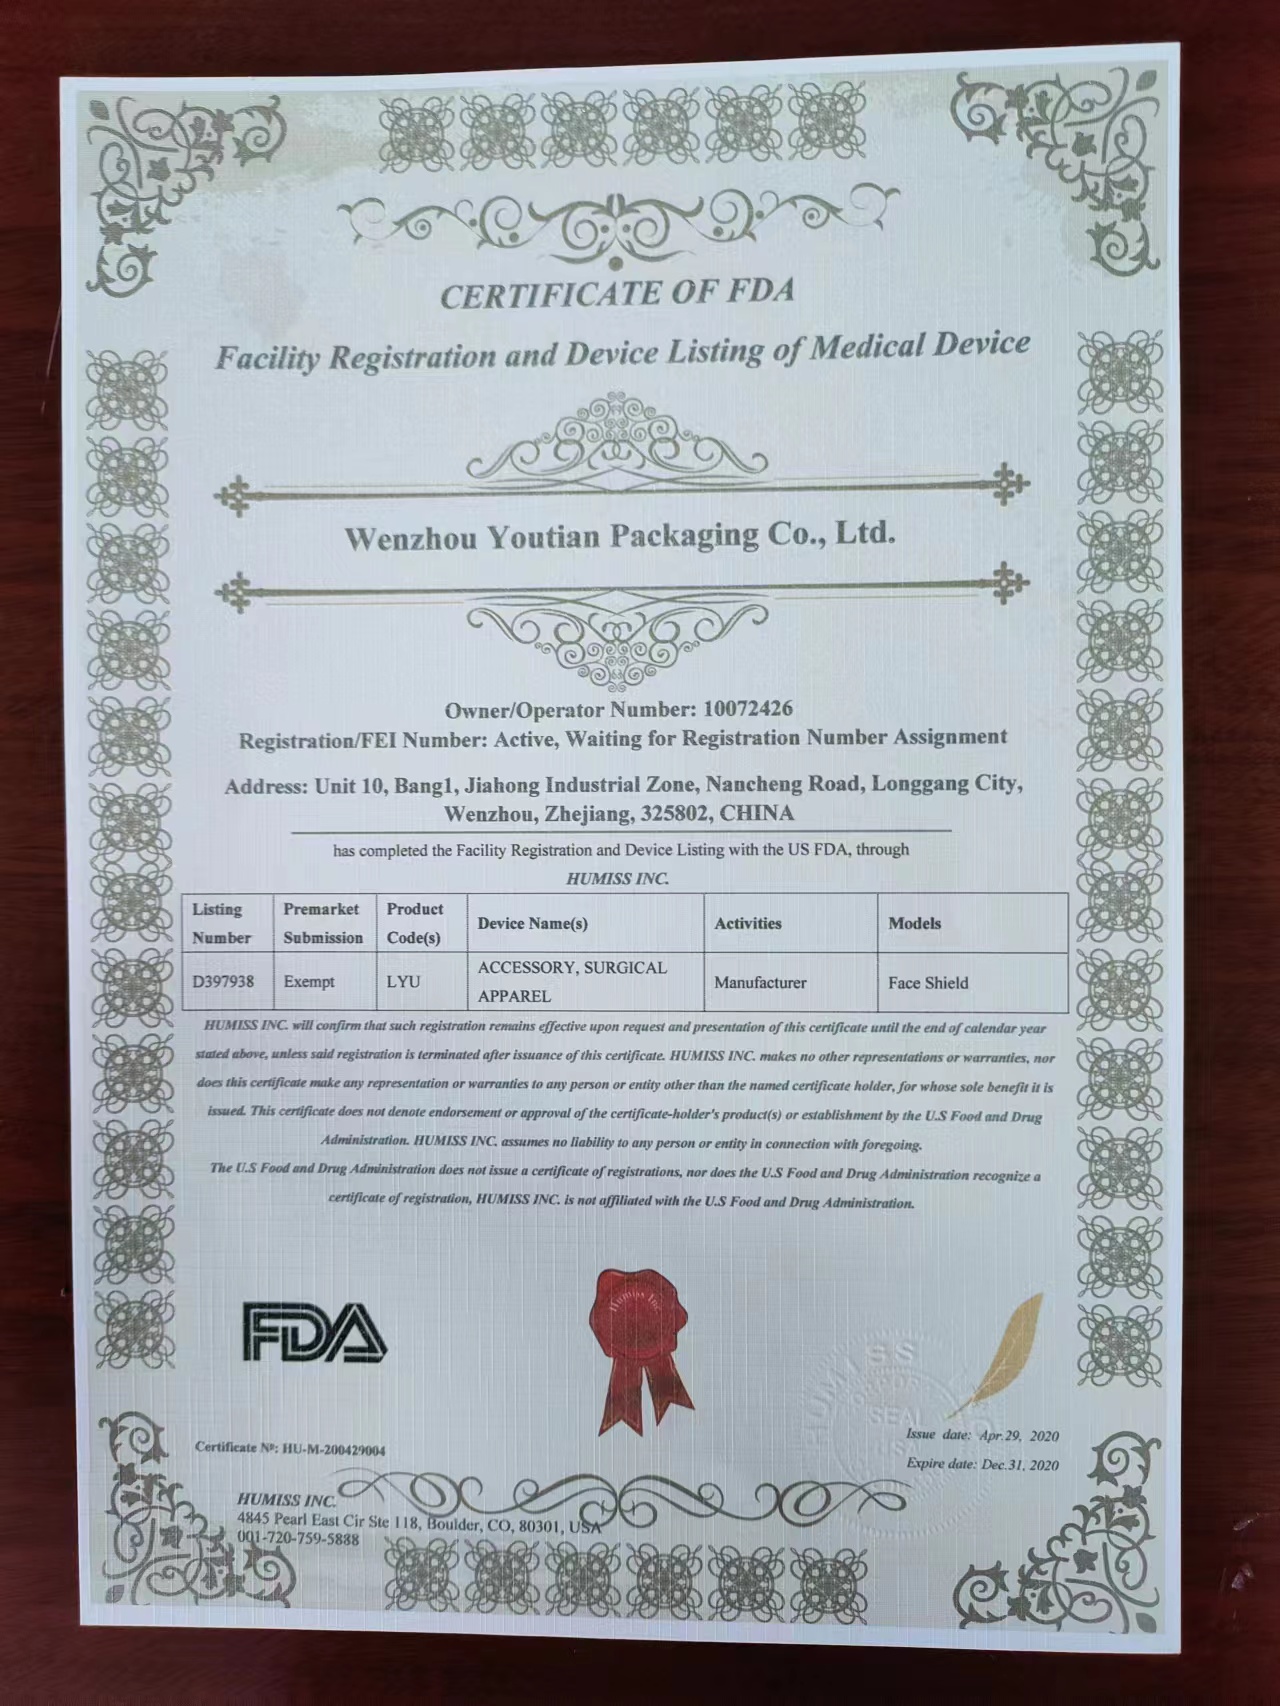 CERTIFICATE OF FDA
Facility Registration and Device Listing of Medical Device
Wenzhou Youtian Packaging Co., Ltd.
Owner/Operator Number: 10072426
Registration/FEI Number: Active, Waiting for Registration Number Assignment
Address: Unit 10, Bang1, Jiahong Industrial Zone, Nancheng Road, Longgang City,
Wenzhou, Zhejiang, 325802, CHINA
has completed the Facility Registration and Device Listing with the US FDA, through
HUMISS INC.
Listing Number Premarket Submission Product Code(s) Device Name(s) Activities Models
D397938 Exempt LYU ACCESSORY, SURGICAL APPAREL Manufacturer Face Shield
HUMISS INC. will confirm that such registration remains effective upon request and presentation of this certificate until the end of calendar year
stated above, unless said registration is terminated after issuance of this certificate. HUMISS INC. makes no other representations or warranties, nor
does this certificate make any representation or warranties to any person or entity other than the named certificate holder, for whose sole benefit it is
issued. This certificate does not denote endorsement or approval of the certificate-holder's product(s) or establishment by the U.S Food and Drug
Administration. HUMISS INC. assumes no liability to any person or entity in connection with foregoing.
The U.S Food and Drug Administration does not issue a certificate of registrations, nor does the U.S Food and Drug Administration recognize a
certificate of registration, HUMISS INC. is not affiliated with the U.S Food and Drug Administration.
FDA
Humiss Inc.
SEAL
USA
Certificate Nº: HU-M-200429004
Issue date: Apr.29, 2020
Expire date: Dec.31, 2020
HUMISS INC.
4845 Pearl East Cir Ste 118, Boulder, CO, 80301, USA
001-720-759-5888